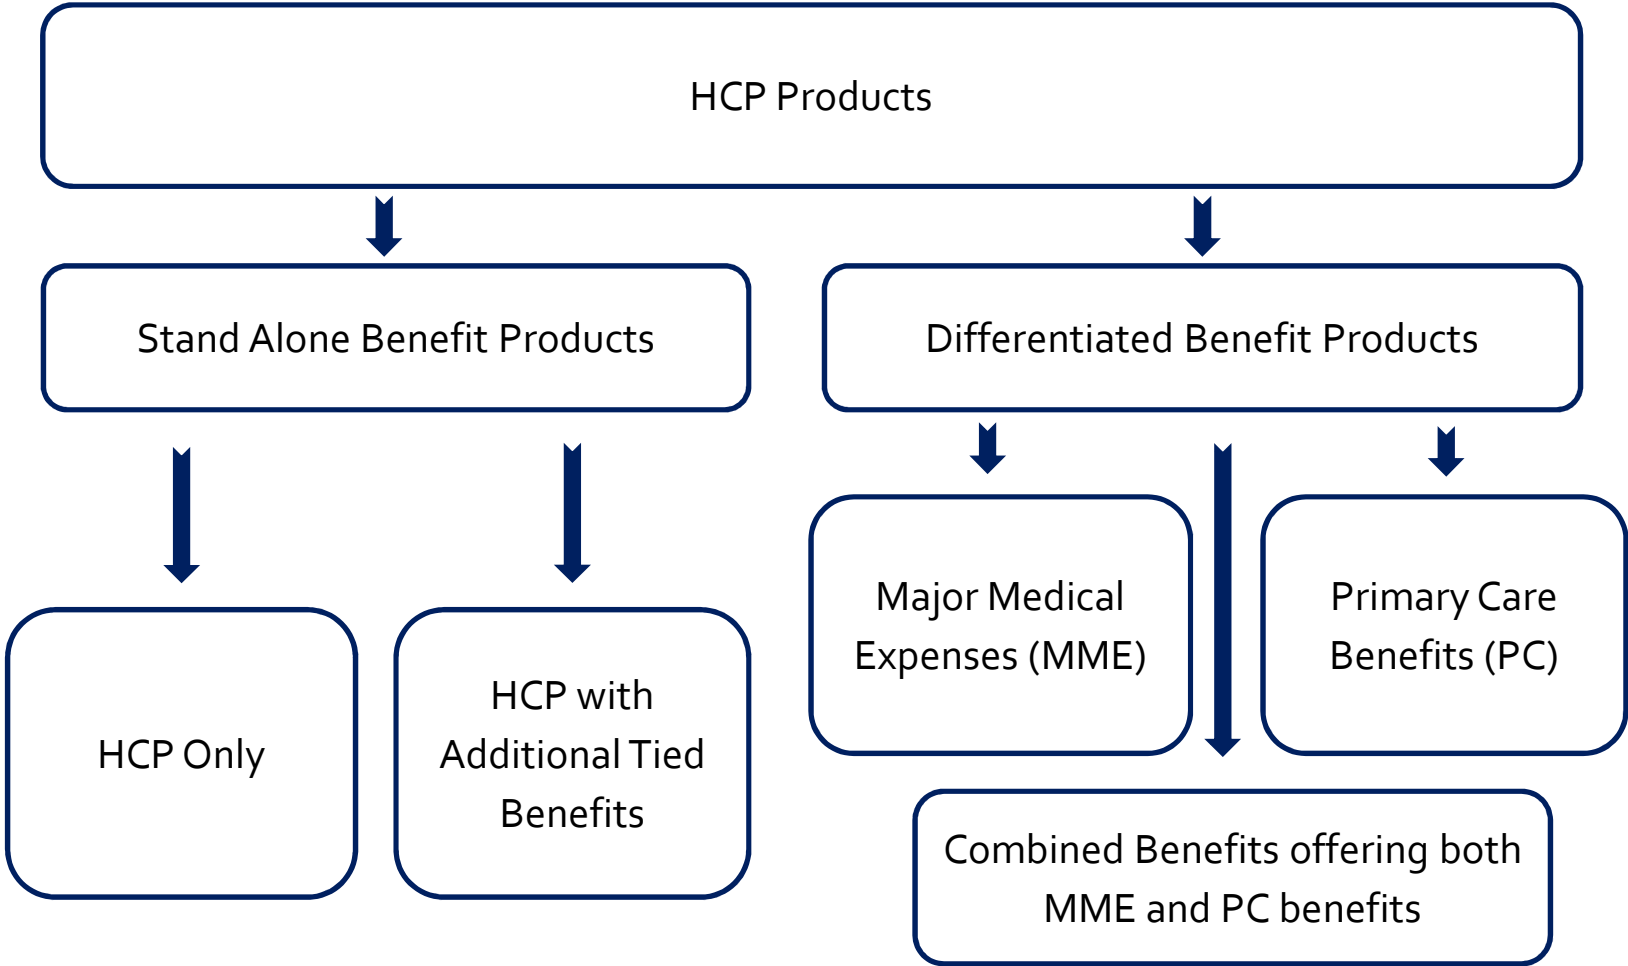 HCP Products
Stand Alone Benefit Products
Differentiated Benefit Products
HCP Only
HCP with
Additional Tied
Benefits
Major Medical
Expenses (MME)
Primary Care
Benefits (PC)
Combined Benefits offering both
MME and PC benefits